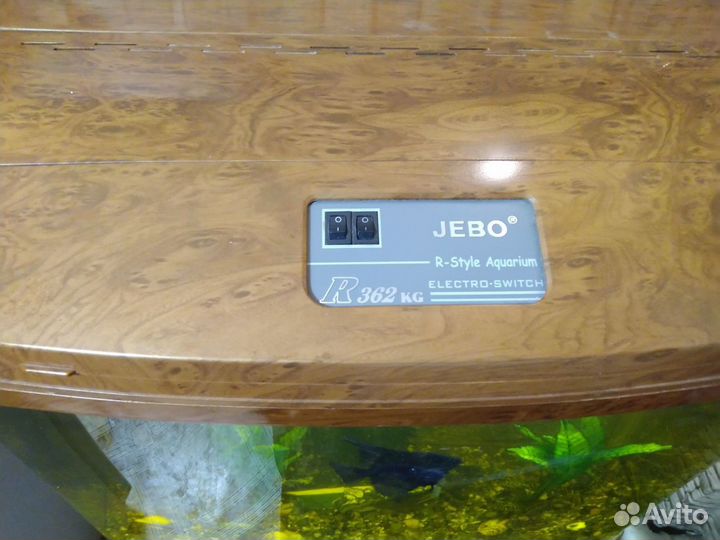 JEBO®
R-Style Aquarium
ELECTRO-SWITCH
R 362 KG
Avito